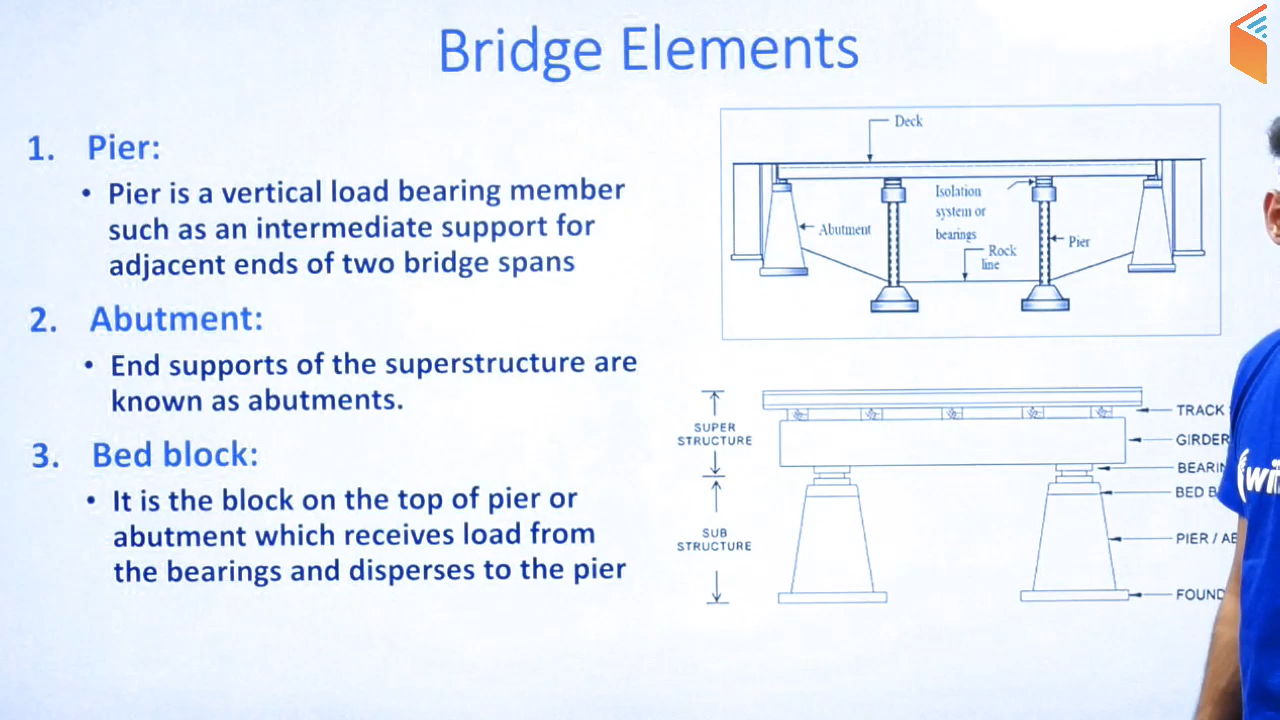 Bridge Elements
1. Pier:
• Pier is a vertical load bearing member
such as an intermediate support for
adjacent ends of two bridge spans
2. Abutment:
• End supports of the superstructure are
known as abutments.
3. Bed block:
• It is the block on the top of pier or
abutment which receives load from
the bearings and disperses to the pier
Deck
Isolation
system or
bearings
Abutment
Pier
Rock
line
SUPER
STRUCTURE
SUB
STRUCTURE
TRACK
GIRDER
BED
PIER /